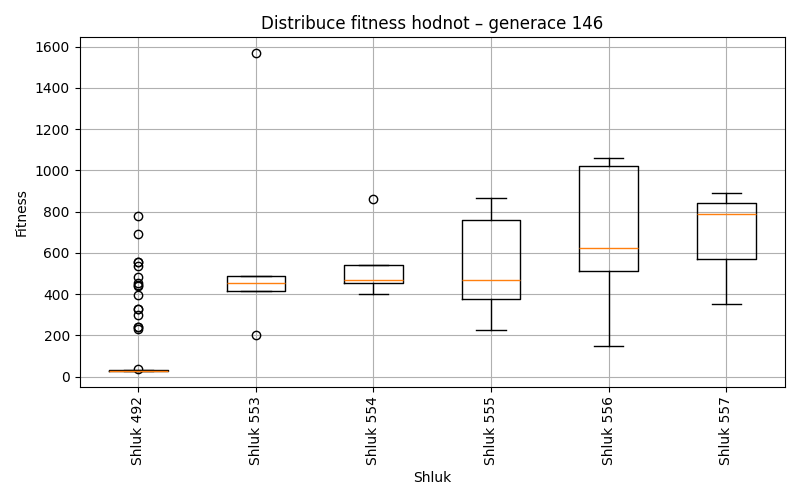 Distribuce fitness hodnot – generace 146
Fitness
1600
1400
1200
1000
800
600
400
200
0
Shluk 492
Shluk 553
Shluk 554
Shluk 555
Shluk 556
Shluk 557
Shluk